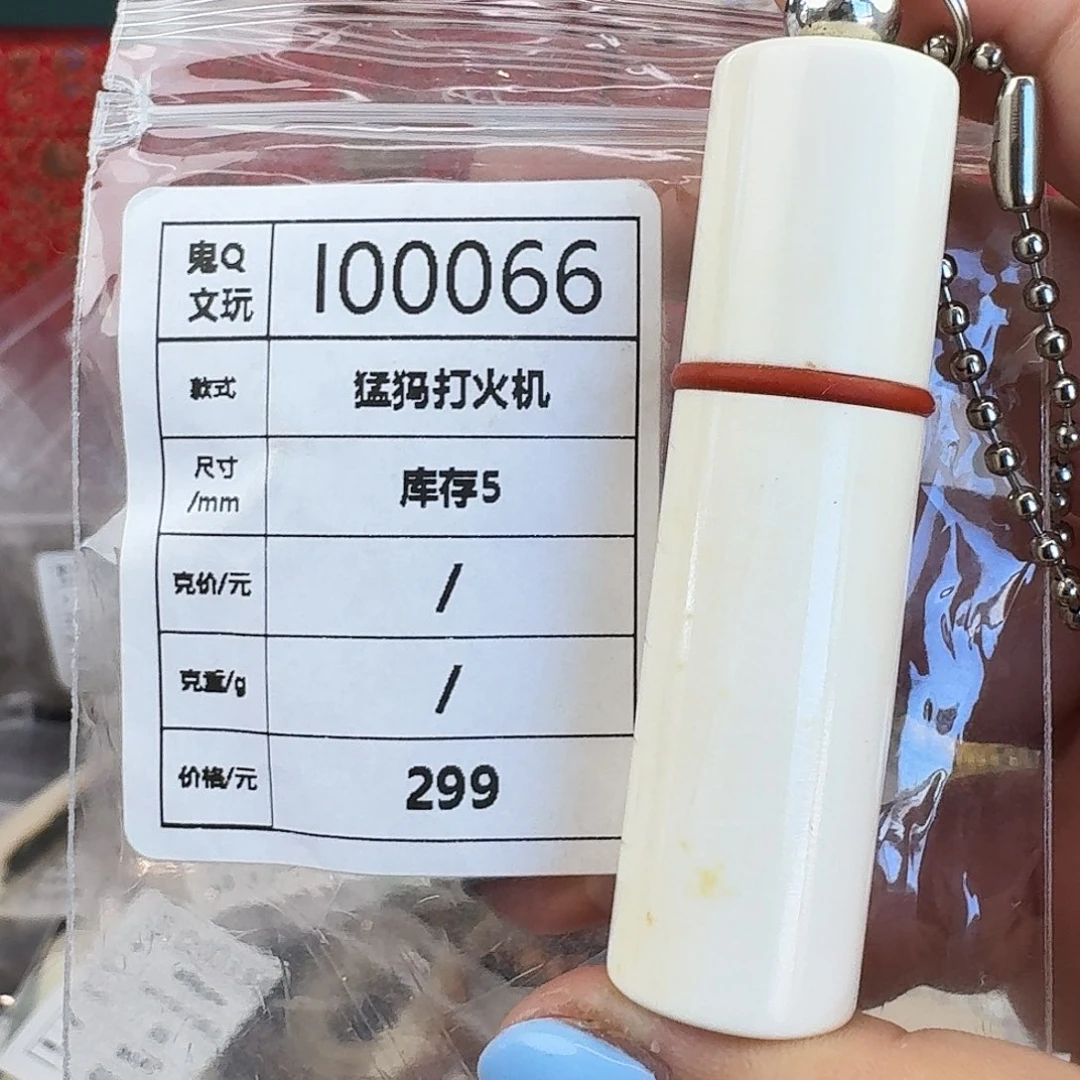 鬼Q
文玩
I00066
款式
猛犸打火机
尺寸
/mm
库存5
克价/元
/
克重/g
/
价格/元
299